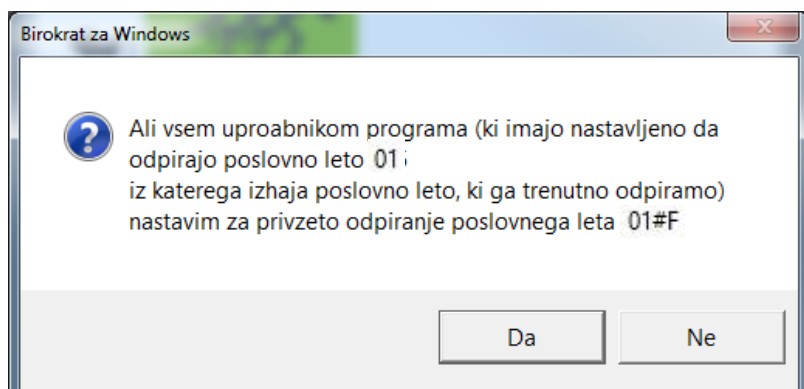 Birokrat za Windows
Ali vsem uproabnikom programa (ki imajo nastavljeno da
odpirajo poslovno leto 01
iz katerega izhaja poslovno leto, ki ga trenutno odpiramo)
nastavim za privzeto odpiranje poslovnega leta 01#F
Da
Ne